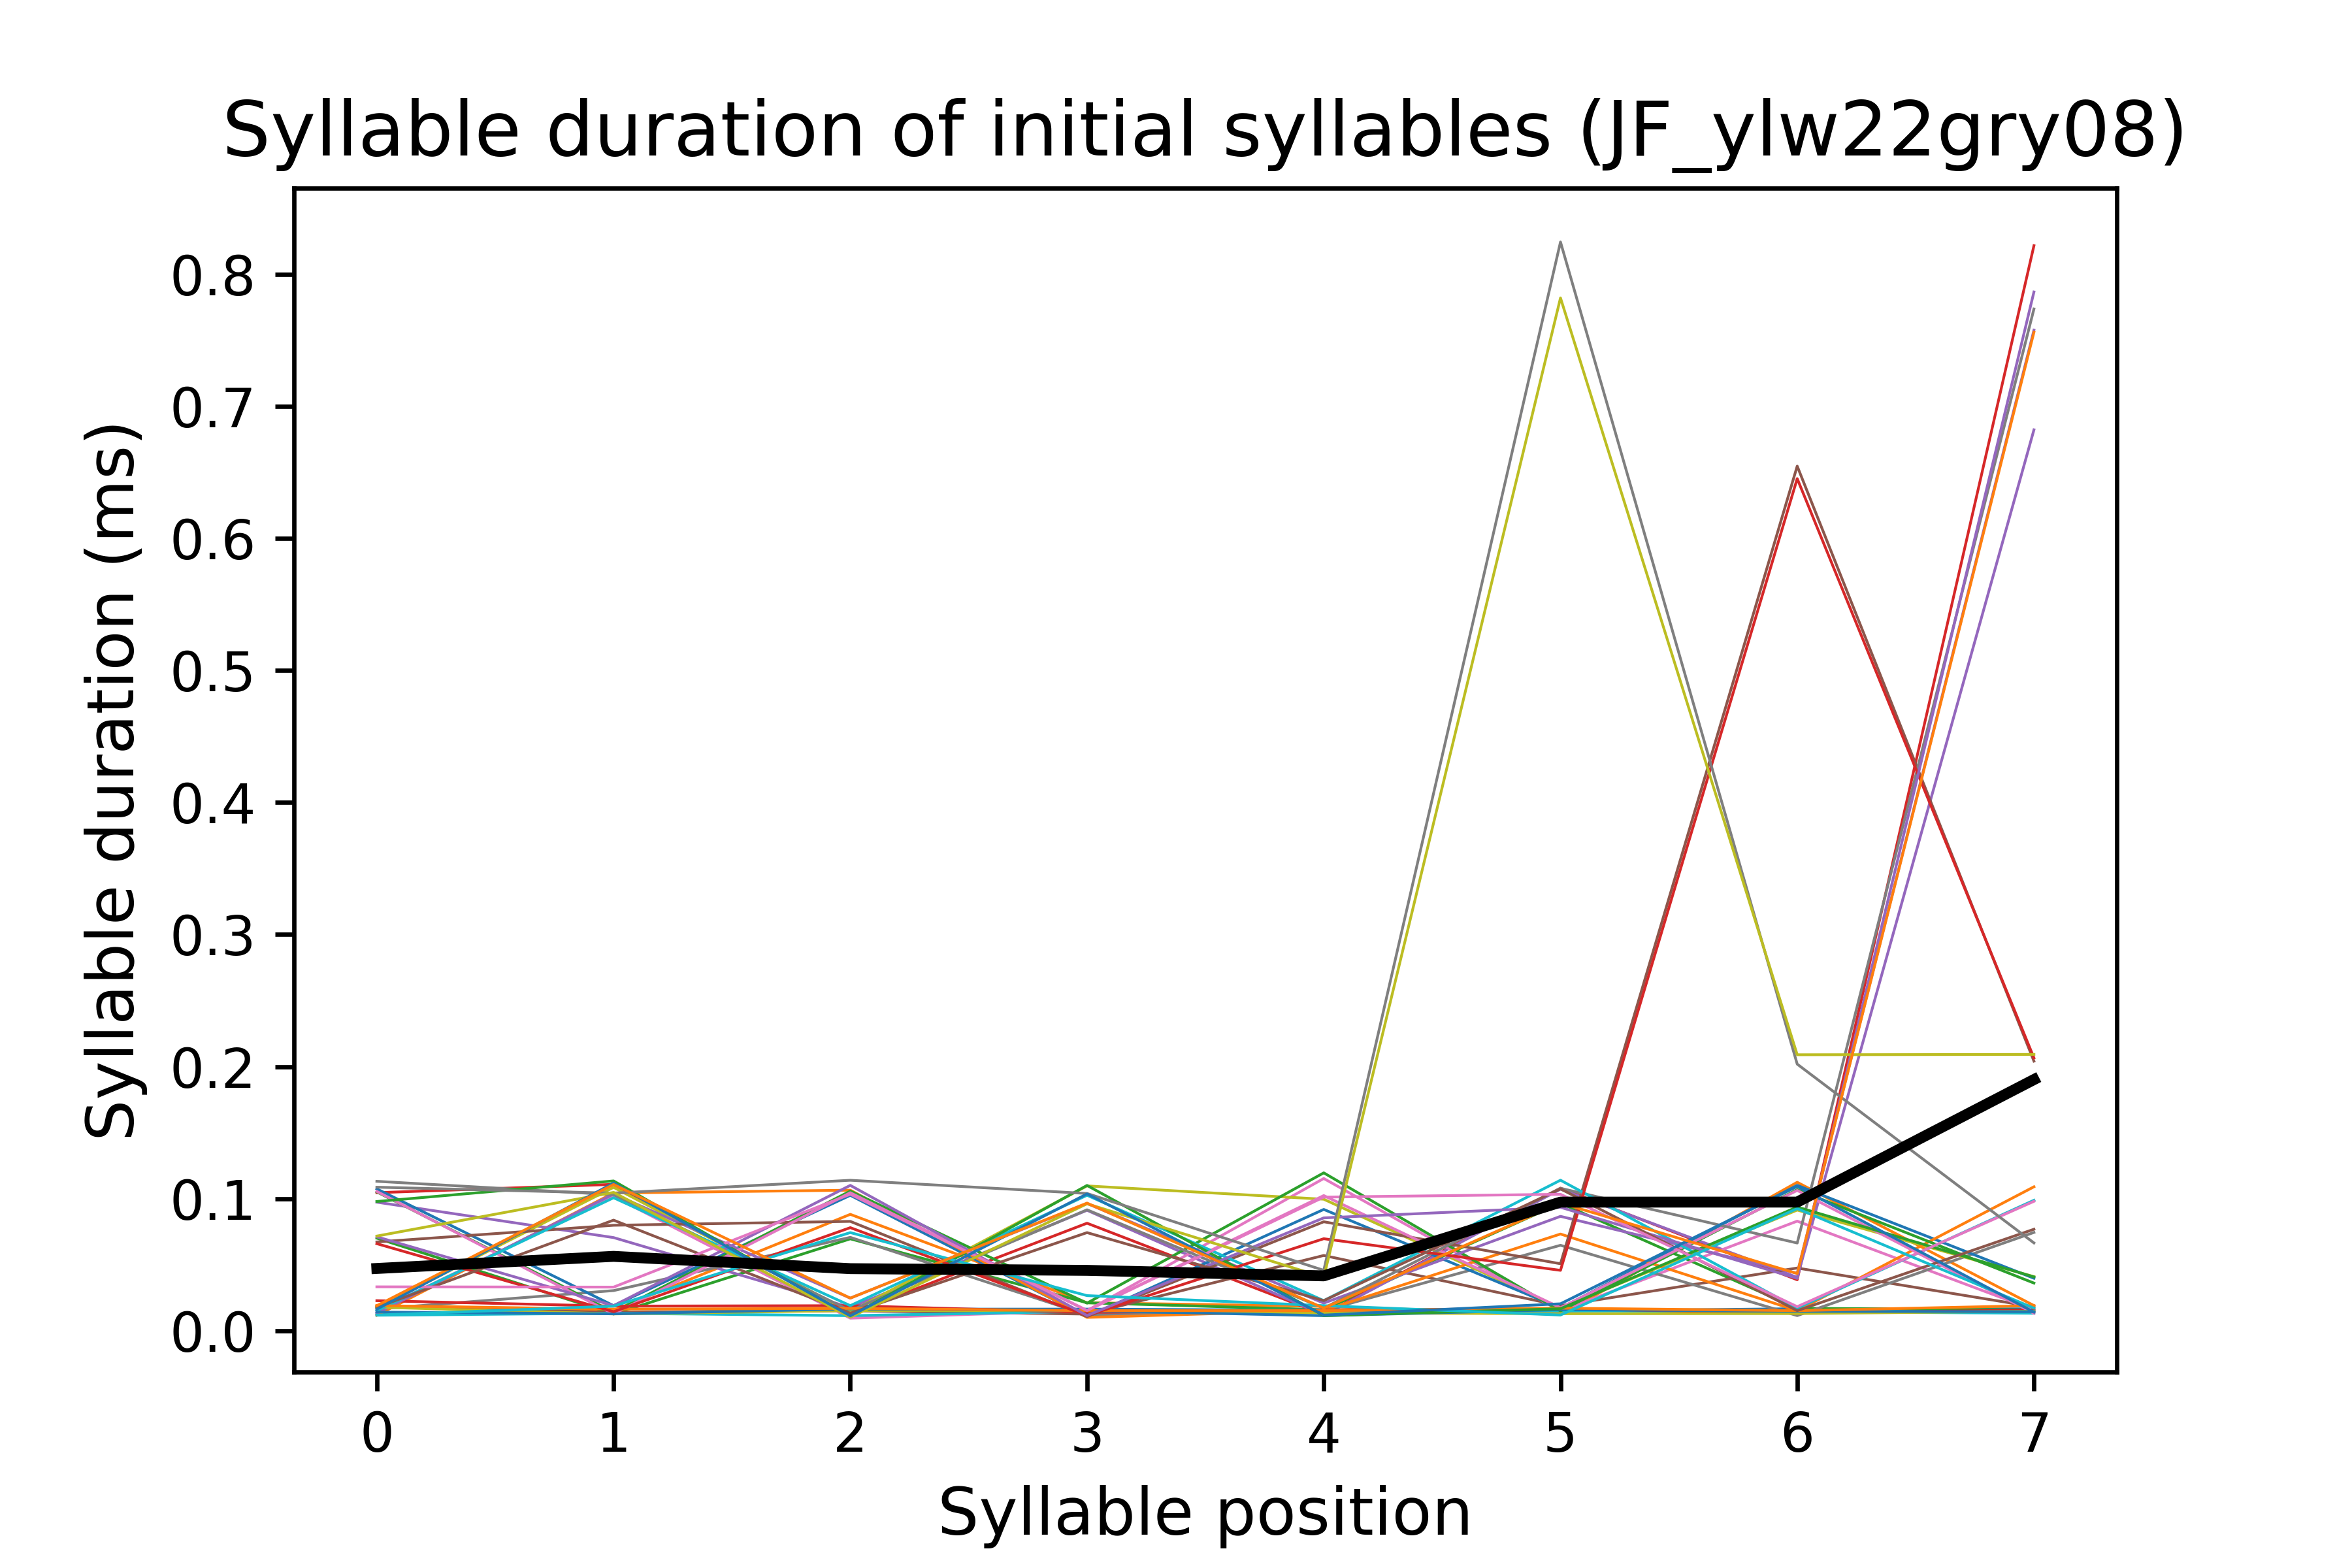 Syllable duration of initial syllables (JF_ylw22gry08)
Syllable duration (ms)
0.8
0.7
0.6
0.5
0.4
0.3
0.2
0.1
0.0
0 1 2 3 4 5 6 7
Syllable position